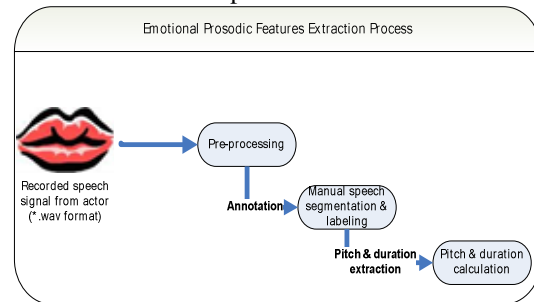 Emotional Prosodic Features Extraction Process
Pre-processing
Recorded speech
signal from actor
(*.wav format)
Annotation
Manual speech
segmentation &
labeling
Pitch & duration
extraction
Pitch & duration
calculation